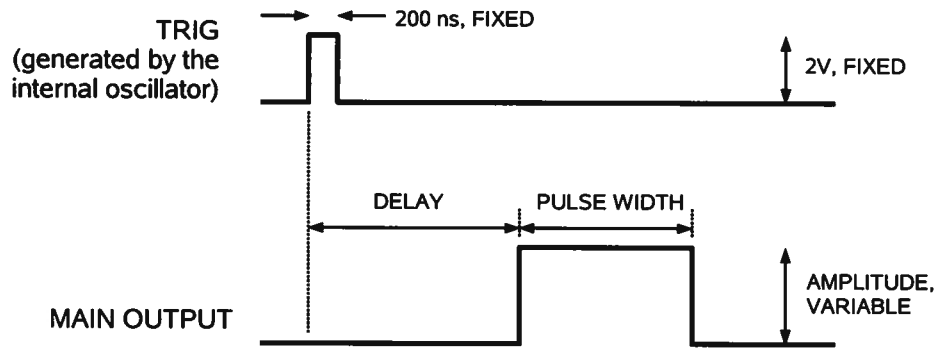 200 ns, FIXED
TRIG
(generated by the
internal oscillator)
2V, FIXED
DELAY
PULSE WIDTH
AMPLITUDE,
VARIABLE
MAIN OUTPUT